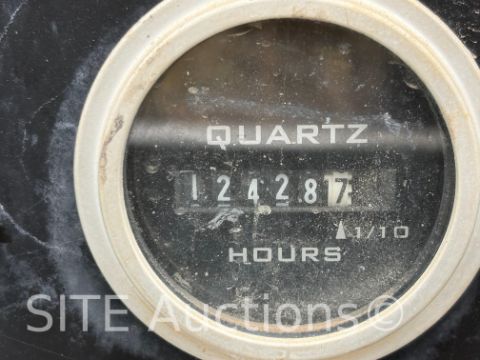 QUARTZ
124287
1/10
HOURS
SITE Auctions©